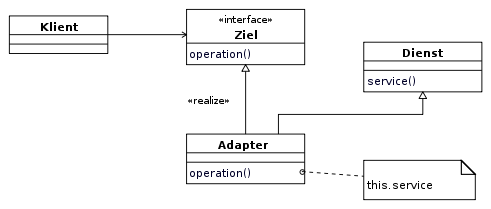 Klient
«interface»
Ziel
operation()
Dienst
service()
«realize»
Adapter
operation()
this.service